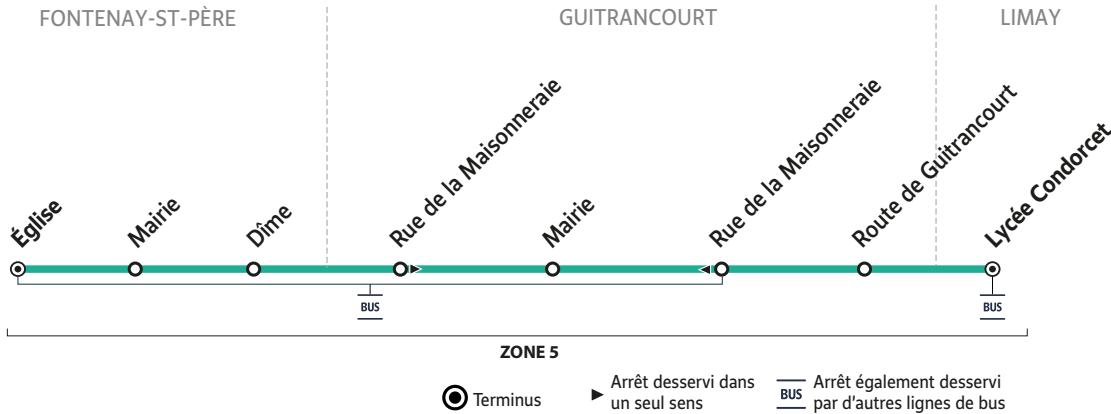 FONTENAY-ST-PÈRE
GUITRANCOURT
LIMAY
Église
Mairie
Dîme
Rue de la Maisonneraie
Mairie
Rue de la Maisonneraie
Route de Guitrancourt
Lycée Condorcet
BUS
BUS
ZONE 5
Terminus
Arrêt desservi dans
un seul sens
BUS
Arrêt également desservi
par d'autres lignes de bus